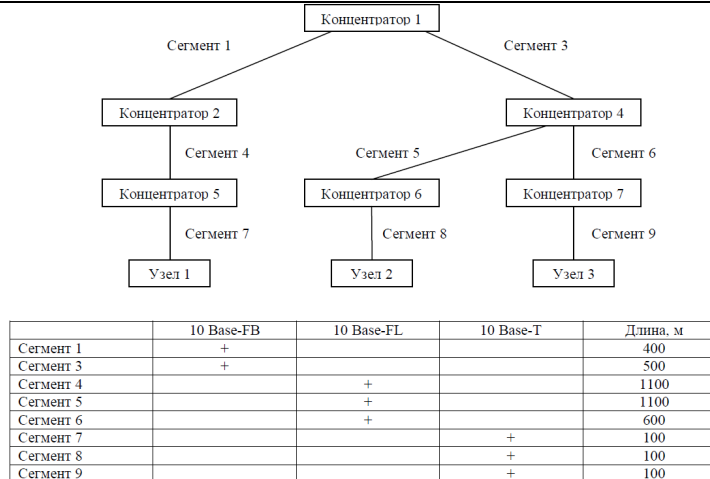 Концентратор 1
Сегмент 1
Сегмент 3
Концентратор 2
Концентратор 4
Сегмент 4
Сегмент 5
Сегмент 6
Концентратор 5
Концентратор 6
Концентратор 7
Сегмент 7
Сегмент 8
Сегмент 9
Узел 1
Узел 2
Узел 3
10 Base-FB 10 Base-FL 10 Base-T Длина, м
Сегмент 1 + 400
Сегмент 3 + 500
Сегмент 4 + 1100
Сегмент 5 + 1100
Сегмент 6 + 600
Сегмент 7 + 100
Сегмент 8 + 100
Сегмент 9 + 100